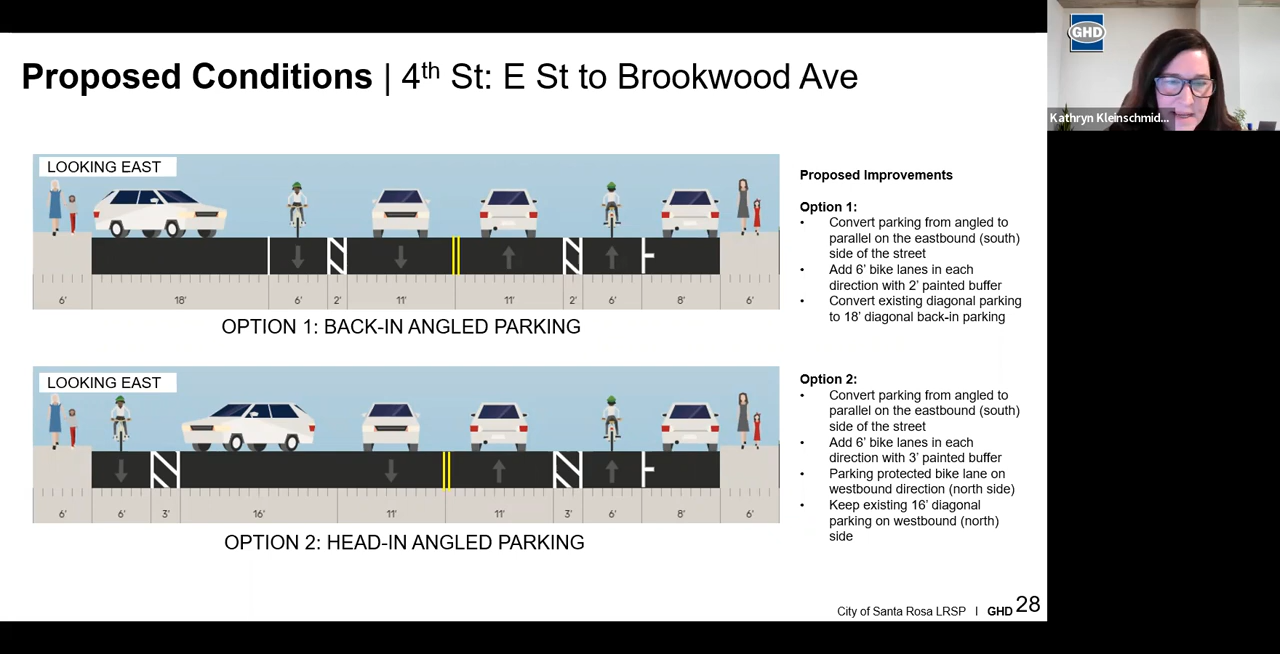 GHD
Kathryn Kleinschmid...
Proposed Conditions | 4th St: E St to Brookwood Ave
LOOKING EAST
6' 18' 6' 2' 11' 11' 2' 6' 8' 6'
OPTION 1: BACK-IN ANGLED PARKING
LOOKING EAST
6' 6' 3' 16' 11' 11' 3' 6' 8' 6'
OPTION 2: HEAD-IN ANGLED PARKING
Proposed Improvements
Option 1:
• Convert parking from angled to
parallel on the eastbound (south)
side of the street
• Add 6' bike lanes in each
direction with 2' painted buffer
• Convert existing diagonal parking
to 18' diagonal back-in parking
Option 2:
• Convert parking from angled to
parallel on the eastbound (south)
side of the street
• Add 6' bike lanes in each
direction with 3' painted buffer
• Parking protected bike lane on
westbound direction (north side)
• Keep existing 16' diagonal
parking on westbound (north)
side
City of Santa Rosa LRSP | GHD 28